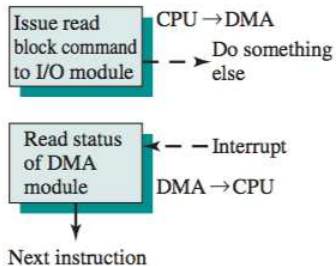 Issue read
block command
to I/O module
CPU → DMA
Do something
else
Read status
of DMA
module
Interrupt
DMA → CPU
Next instruction